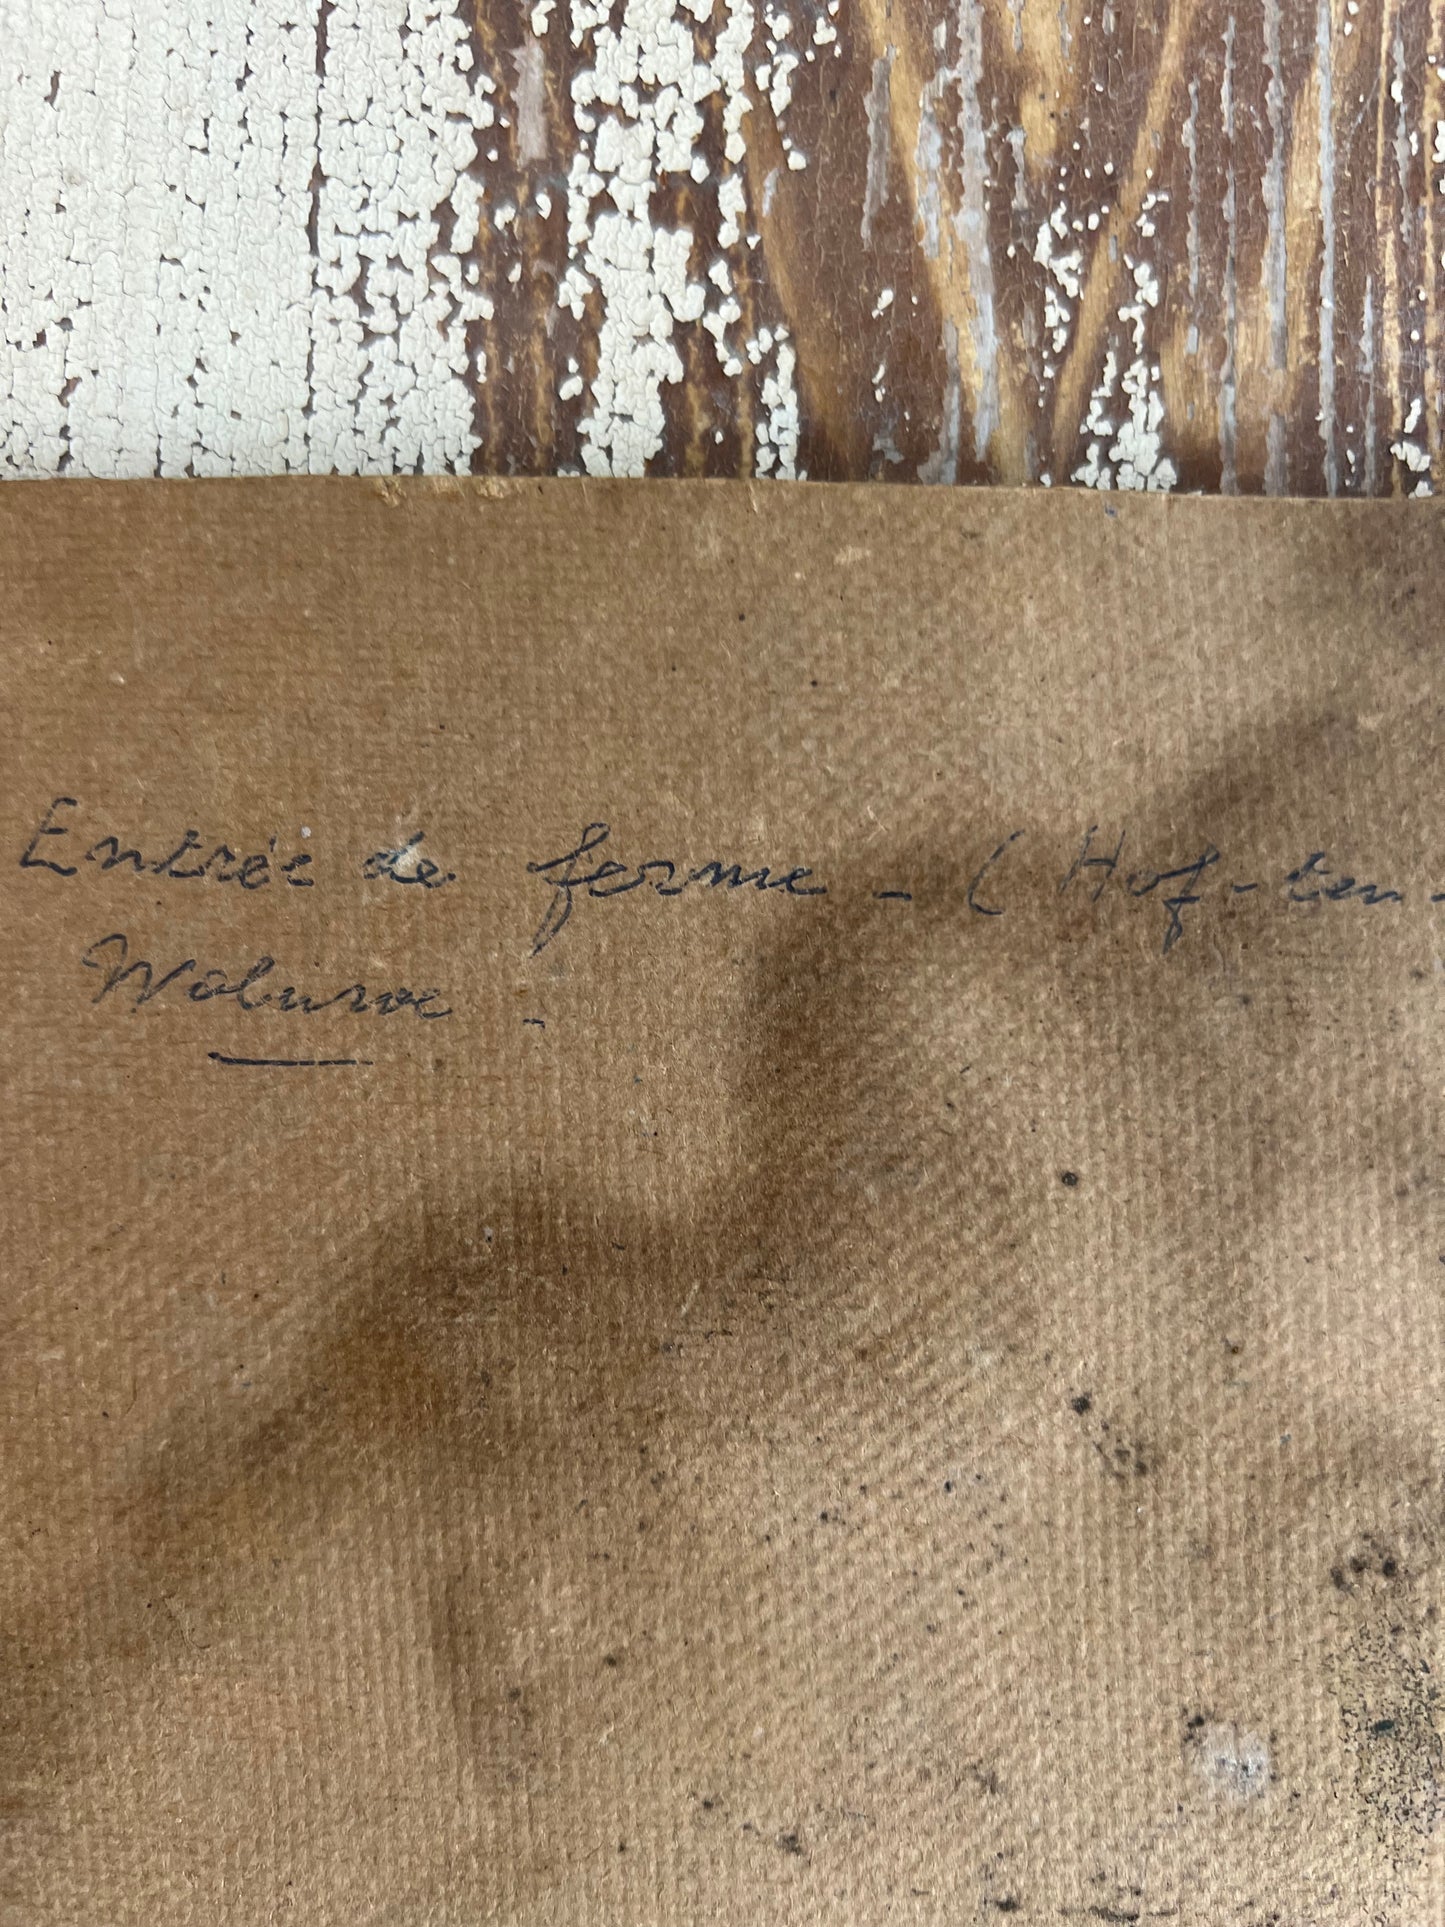 Entrée de ferme - ( Hof-ten-
Woluwe -